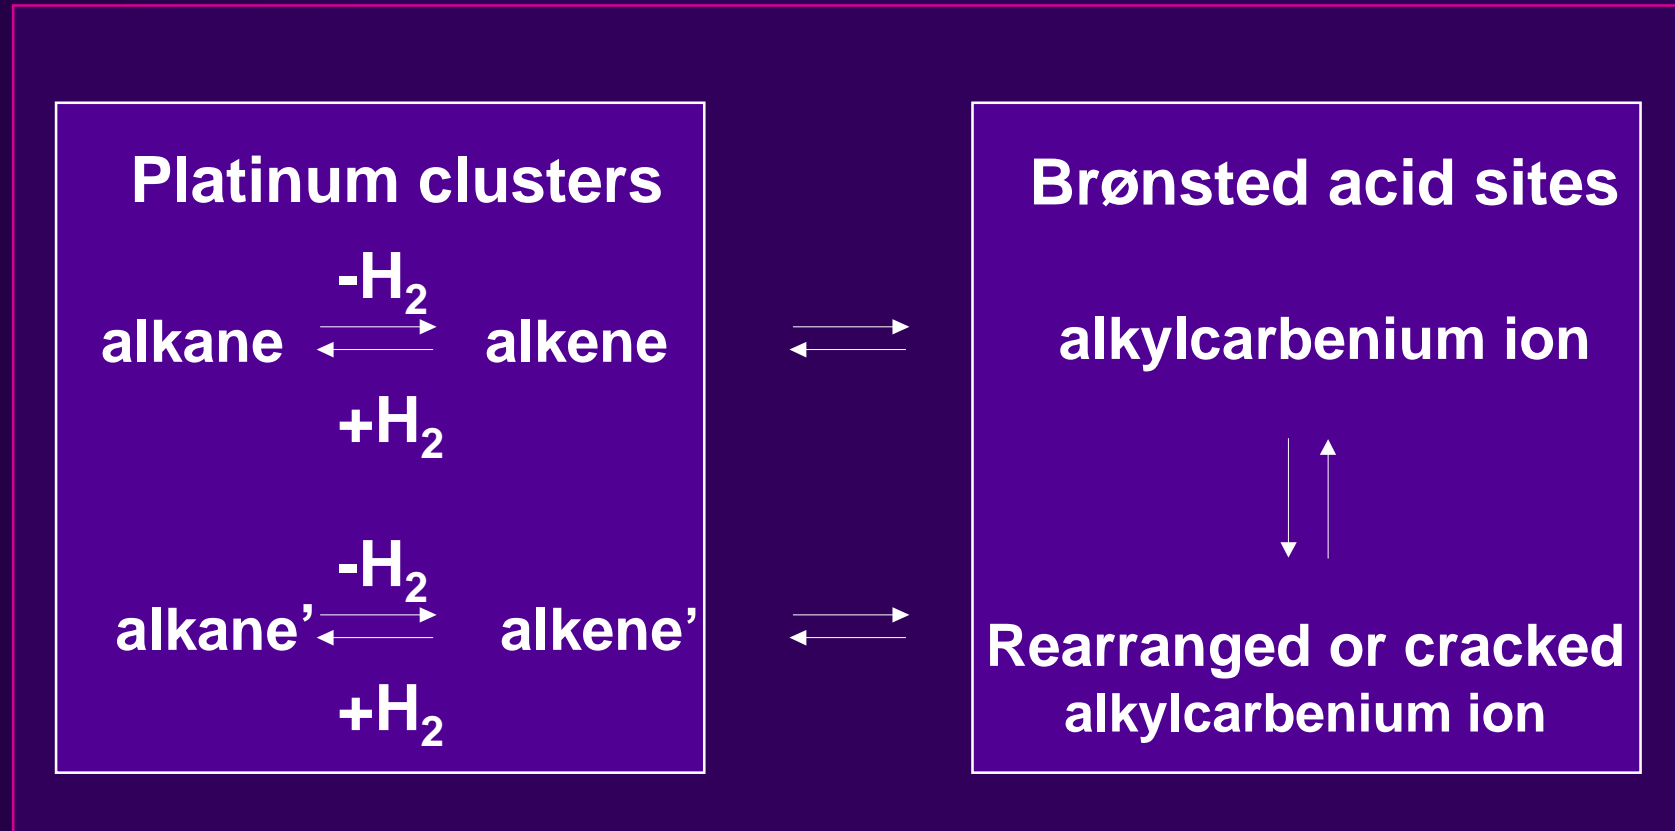 Platinum clusters
-H₂
alkane alkene
+H₂
-H₂
alkane’ alkene’
+H₂
Brønsted acid sites
alkylcarbenium ion
Rearranged or cracked
alkylcarbenium ion